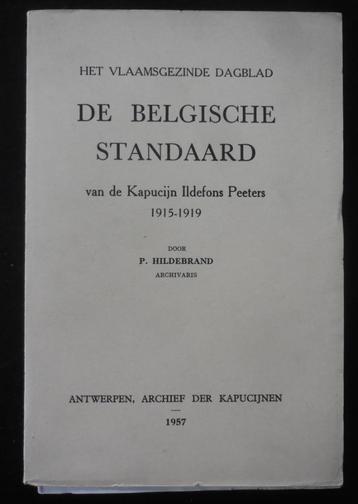 HET VLAAMSGEZINDE DAGBLAD
DE BELGISCHE
STANDAARD
van de Kapucijn Ildefons Peeters
1915-1919
DOOR
P. HILDEBRAND
ARCHIVARIS
ANTWERPEN, ARCHIEF DER KAPUCIJNEN
—
1957